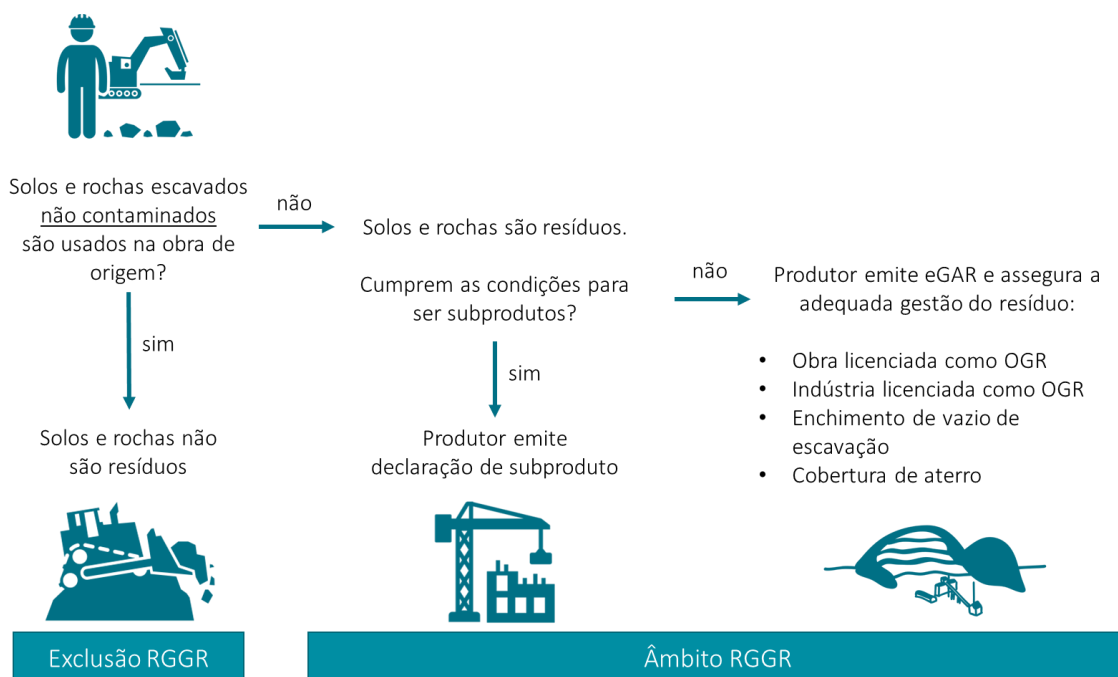 Solos e rochas escavados
não contaminados
são usados na obra de
origem?
não
sim
Solos e rochas não
são resíduos
Solos e rochas são resíduos.
Cumprem as condições para
ser subprodutos?
não
sim
Produtor emite
declaração de subproduto
Produtor emite eGAR e assegura a
adequada gestão do resíduo:
• Obra licenciada como OGR
• Indústria licenciada como OGR
• Enchimento de vazio de
escavação
• Cobertura de aterro
Exclusão RGGR
Âmbito RGGR